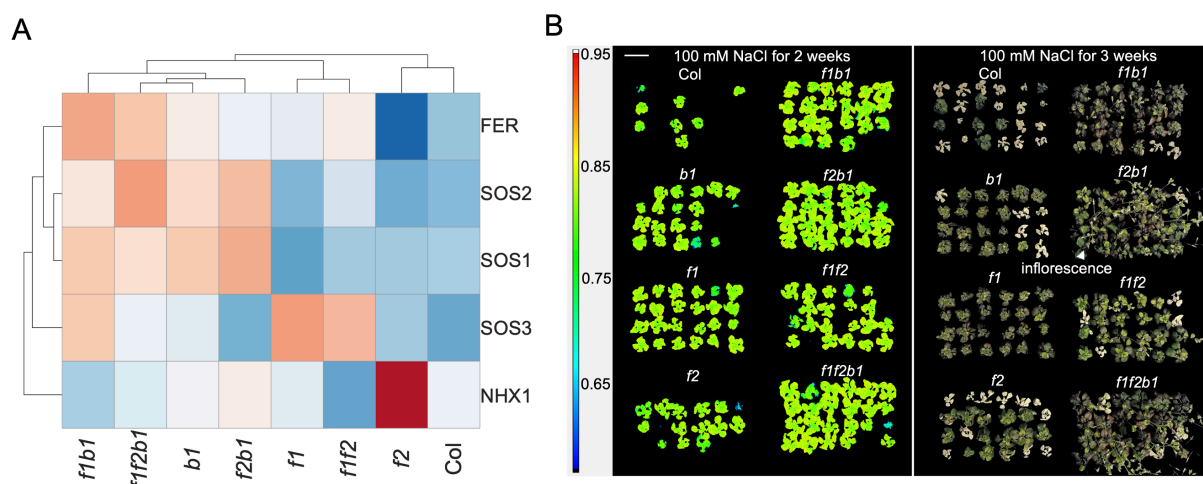 A
FER
SOS2
SOS1
SOS3
NHX1
f1b1
f1f2b1
b1
f2b1
f1
f1f2
f2
Col
B
0.95
0.85
0.75
0.65
100 mM NaCl for 2 weeks
Col
f1b1
b1
f2b1
f1
f1f2
f2
f1f2b1
100 mM NaCl for 3 weeks
Col
f1b1
b1
f2b1
inflorescence
f1
f1f2
f2
f1f2b1